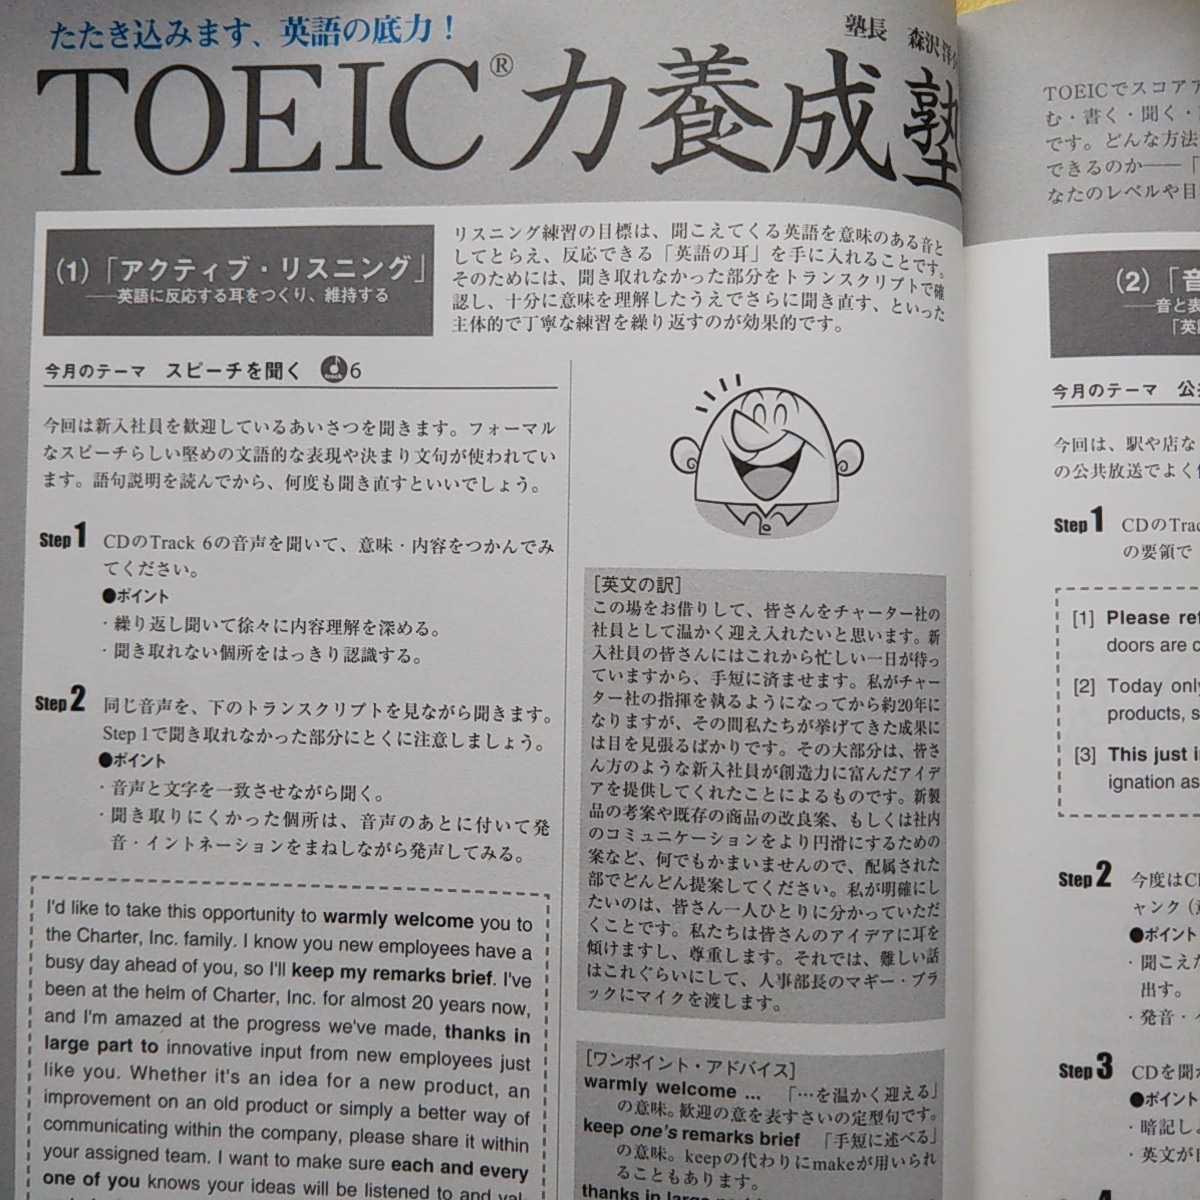 たたき込みます、英語の底力！
塾長　森沢洋
TOEIC®力養成塾
(1)「アクティブ・リスニング」
──英語に反応する耳をつくり、維持する
リスニング練習の目標は、聞こえてくる英語を意味のある音と
してとらえ、反応できる「英語の耳」を手に入れることです。
そのためには、聞き取れなかった部分をトランスクリプトで確
認し、十分に意味を理解したうえでさらに聞き直す、といった
主体的で丁寧な練習を繰り返すのが効果的です。
今月のテーマ　スピーチを聞く　track 6
今回は新入社員を歓迎しているあいさつを聞きます。フォーマル
なスピーチらしい堅めの文語的な表現や決まり文句が使われてい
ます。語句説明を読んでから、何度も聞き直すといいでしょう。
Step 1　CDのTrack 6の音声を聞いて、意味・内容をつかんでみ
てください。
●ポイント
・繰り返し聞いて徐々に内容理解を深める。
・聞き取れない個所をはっきり認識する。
Step 2　同じ音声を、下のトランスクリプトを見ながら聞きます。
Step 1で聞き取れなかった部分にとくに注意しましょう。
●ポイント
・音声と文字を一致させながら聞く。
・聞き取りにくかった個所は、音声のあとに付いて発
音・イントネーションをまねしながら発声してみる。
I'd like to take this opportunity to warmly welcome you to
the Charter, Inc. family. I know you new employees have a
busy day ahead of you, so I'll keep my remarks brief. I've
been at the helm of Charter, Inc. for almost 20 years now,
and I'm amazed at the progress we've made, thanks in
large part to innovative input from new employees just
like you. Whether it's an idea for a new product, an
improvement on an old product or simply a better way of
communicating within the company, please share it within
your assigned team. I want to make sure each and every
one of you knows your ideas will be listened to and val-
[英文の訳]
この場をお借りして、皆さんをチャーター社の
社員として温かく迎え入れたいと思います。新
入社員の皆さんにはこれから忙しい一日が待っ
ていますから、手短に済ませます。私がチャー
ター社の指揮を執るようになってから約20年に
なりますが、その間私たちが挙げてきた成果に
は目を見張るばかりです。その大部分は、皆さ
ん方のような新入社員が創造力に富んだアイデ
アを提供してくれたことによるものです。新製
品の考案や既存の商品の改良案、もしくは社内
のコミュニケーションをより円滑にするための
案など、何でもかまいませんので、配属された
部でどんどん提案してください。私が明確にし
たいのは、皆さん一人ひとりに分かっていただ
くことです。私たちは皆さんのアイデアに耳を
傾けますし、尊重します。それでは、難しい話
はこれぐらいにして、人事部長のマギー・ブラ
ックにマイクを渡します。
[ワンポイント・アドバイス]
warmly welcome ...　「…を温かく迎える」
の意味。歓迎の意を表すさいの定型句です。
keep one's remarks brief　「手短に述べる」
の意味。keepの代わりにmakeが用いられ
ることもあります。
thanks in large
TOEICでスコアア
む・書く・聞く・
です。どんな方法
できるのか──「
なたのレベルや目
(2)「音
──音と表
「英
今月のテーマ　公
今回は、駅や店な
の公共放送でよく
Step 1　CDのTrac
の要領で
[1] Please ref
doors are c
[2] Today only
products, s
[3] This just i
ignation as
Step 2　今度はCD
ャンク（
●ポイント
・聞こえた
出す。
・発音・
Step 3　CDを聞
●ポイント
・暗記し
・英文が